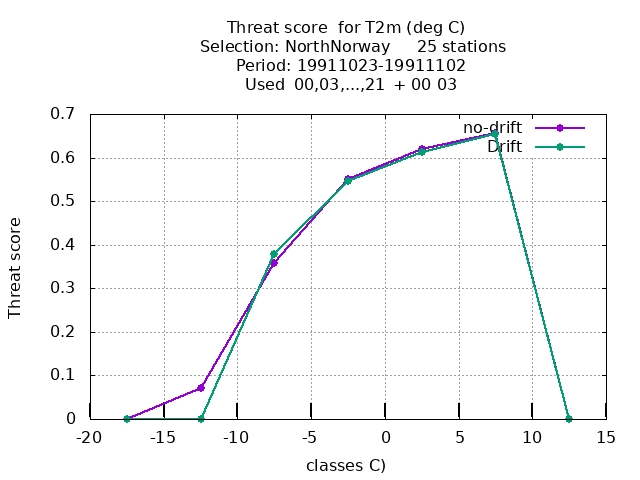 Threat score  for T2m (deg C)
Selection: NorthNorway     25 stations
Period: 19911023-19911102
Used  00,03,...,21  + 00 03
no-drift
Drift
Threat score
0.7
0.6
0.5
0.4
0.3
0.2
0.1
0
-20 -15 -10 -5 0 5 10 15
classes C)